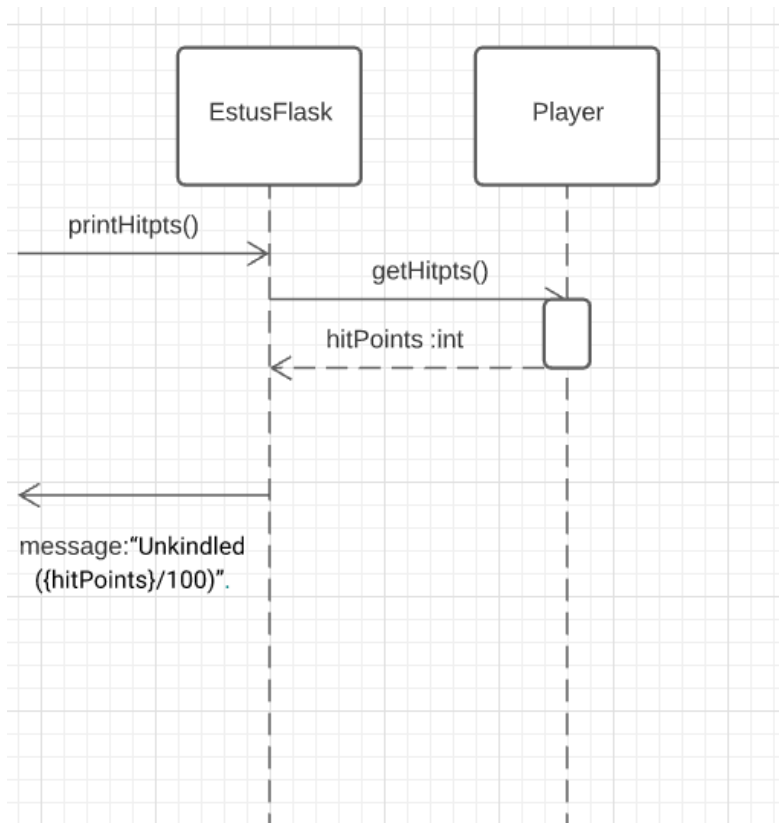 EstusFlask
Player
printHitpts()
getHitpts()
hitPoints :int
message:“Unkindled
({hitPoints}/100)”.